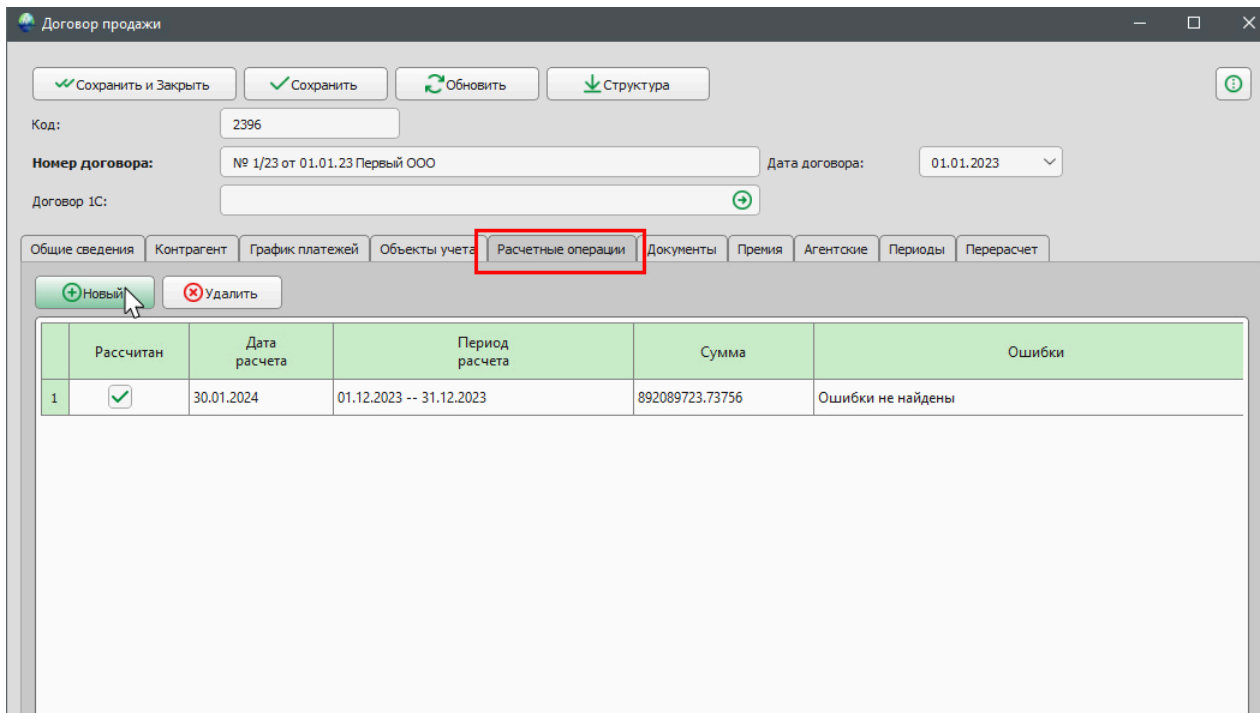 Договор продажи
Сохранить и Закрыть Сохранить Обновить Структура
Код: 2396
Номер договора: № 1/23 от 01.01.23 Первый ООО Дата договора: 01.01.2023
Договор 1С:
Общие сведения Контрагент График платежей Объекты учета Расчетные операции Документы Премия Агентские Периоды Перерасчет
Новый Удалить
Рассчитан Дата расчета Период расчета Сумма Ошибки
1 30.01.2024 01.12.2023 -- 31.12.2023 892089723.73756 Ошибки не найдены